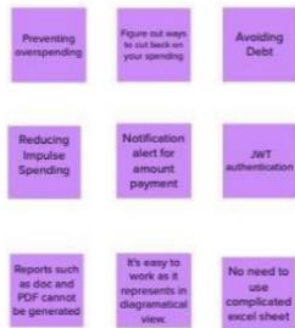 Preventing
overspending
Figure out ways
to cut back on
your spending
Avoiding
Debt
Reducing
Impulse
Spending
Notification
alert for
amount
payment
JWT
authentication
Reports such
as doc and
PDF cannot
be generated
It's easy to
work as it
represents in
diagramatical
view.
No need to
use
complicated
excel sheet